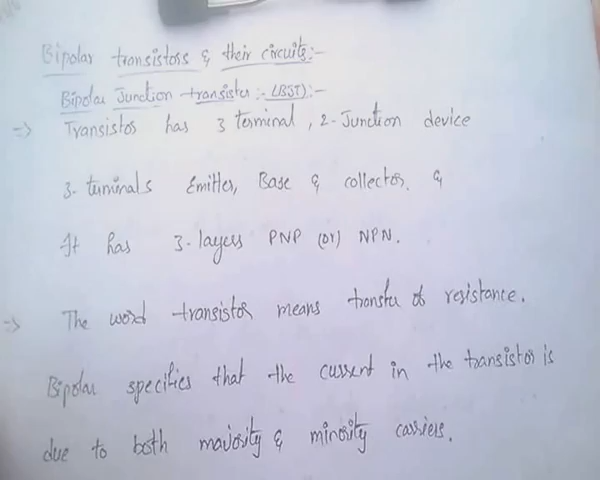 Bipolar transistors & their circuits:-
Bipolar Junction transistor :- (BJT):-
=> Transistor has 3 terminal, 2-Junction device
3-terminals Emitter, Base & collector. &
It has 3-layers PNP (or) NPN.
=> The word transistor means transfer of resistance.
Bipolar specifies that the current in the transistor is
due to both majority & minority carriers.